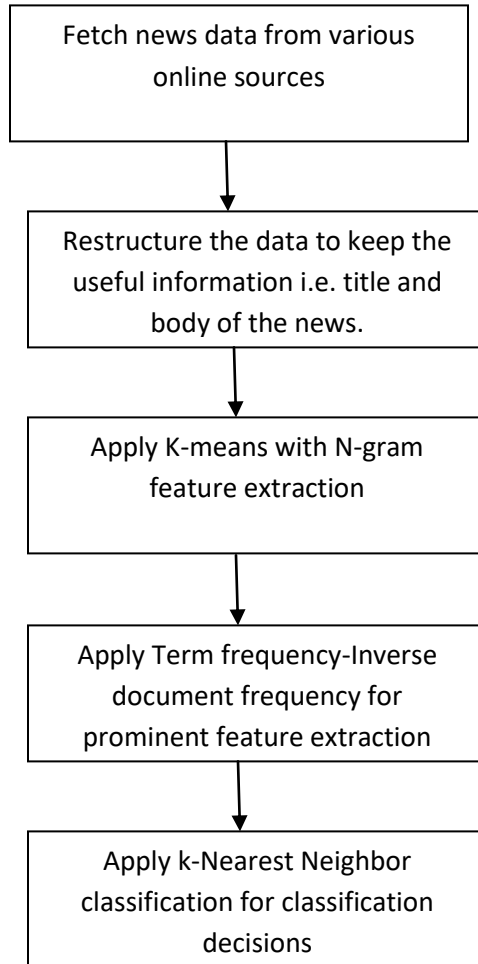 Fetch news data from various
online sources
Restructure the data to keep the
useful information i.e. title and
body of the news.
Apply K-means with N-gram
feature extraction
Apply Term frequency-Inverse
document frequency for
prominent feature extraction
Apply k-Nearest Neighbor
classification for classification
decisions